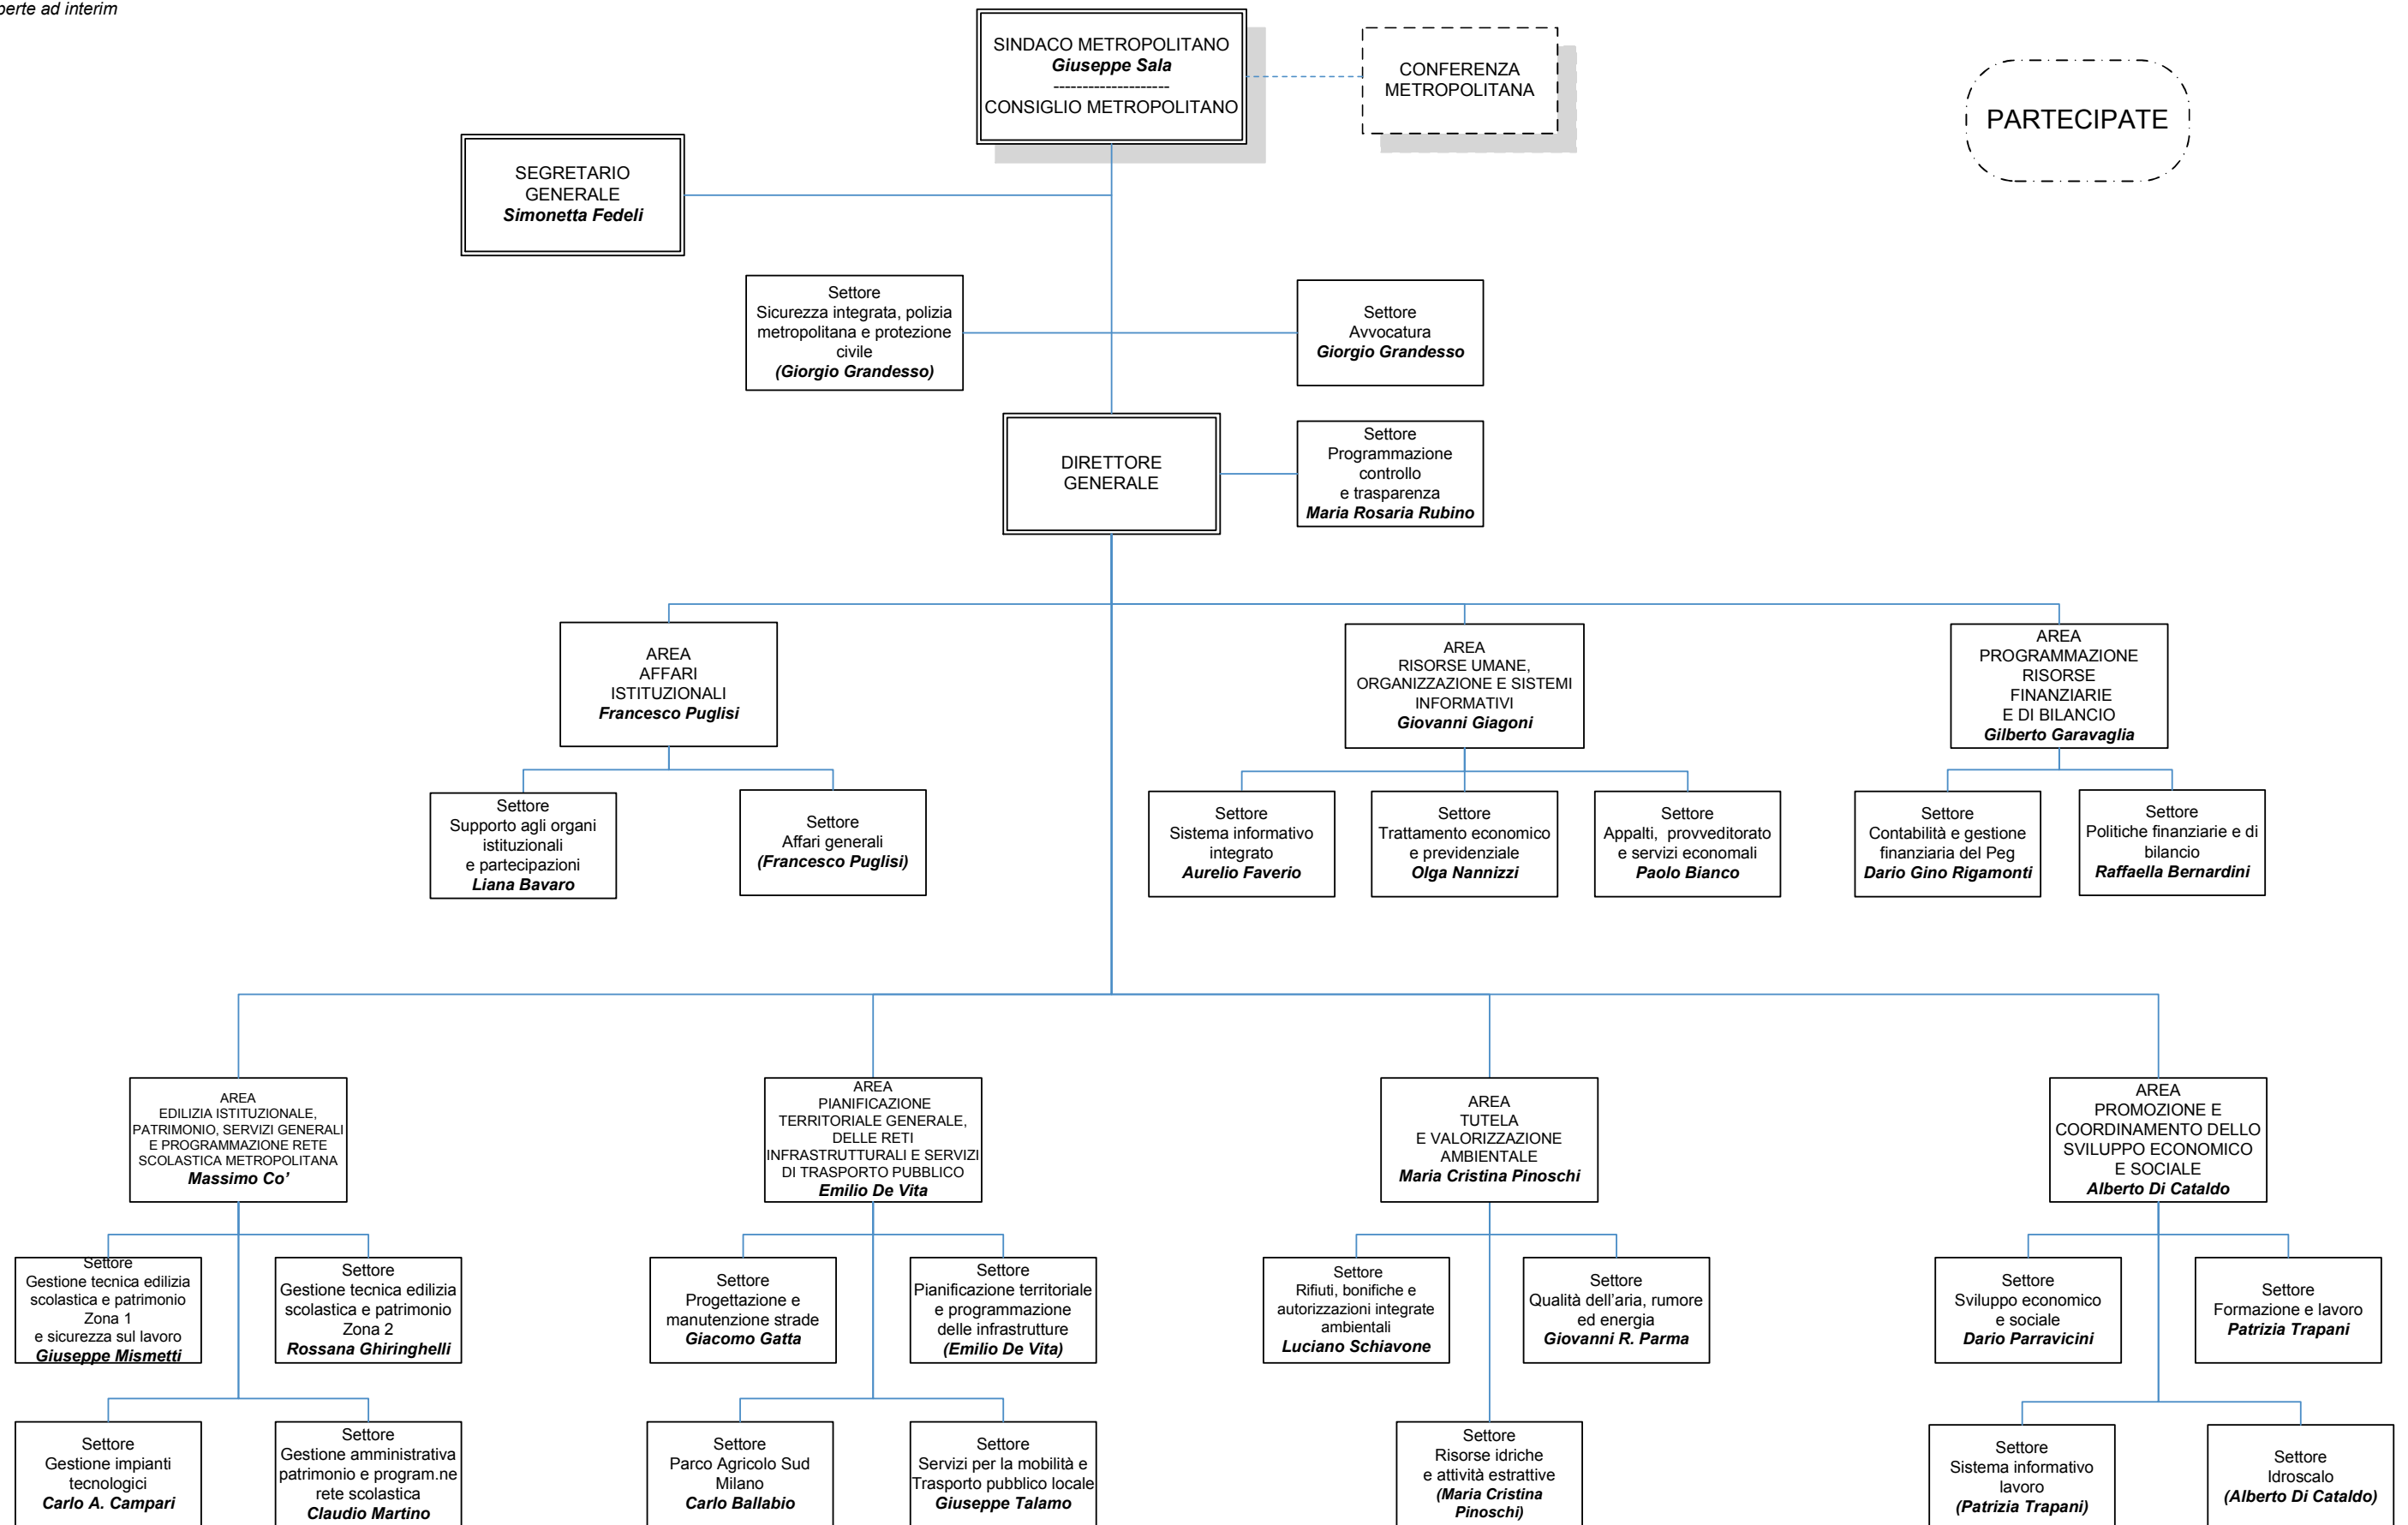 ad interim
SINDACO METROPOLITANO
Giuseppe Sala
--------------------
CONSIGLIO METROPOLITANO
CONFERENZA
METROPOLITANA
PARTECIPATE
SEGRETARIO
GENERALE
Simonetta Fedeli
Settore
Sicurezza integrata, polizia
metropolitana e protezione
civile
(Giorgio Grandesso)
Settore
Avvocatura
Giorgio Grandesso
DIRETTORE
GENERALE
Settore
Programmazione
controllo
e trasparenza
Maria Rosaria Rubino
AREA
AFFARI
ISTITUZIONALI
Francesco Puglisi
AREA
RISORSE UMANE,
ORGANIZZAZIONE E SISTEMI
INFORMATIVI
Giovanni Giagoni
AREA
PROGRAMMAZIONE
RISORSE
FINANZIARIE
E DI BILANCIO
Gilberto Garavaglia
Settore
Supporto agli organi
istituzionali
e partecipazioni
Liana Bavaro
Settore
Affari generali
(Francesco Puglisi)
Settore
Sistema informativo
integrato
Aurelio Faverio
Settore
Trattamento economico
e previdenziale
Olga Nannizzi
Settore
Appalti, provveditorato
e servizi economali
Paolo Bianco
Settore
Contabilità e gestione
finanziaria del Peg
Dario Gino Rigamonti
Settore
Politiche finanziarie e di
bilancio
Raffaella Bernardini
AREA
EDILIZIA ISTITUZIONALE,
PATRIMONIO, SERVIZI GENERALI
E PROGRAMMAZIONE RETE
SCOLASTICA METROPOLITANA
Massimo Co'
AREA
PIANIFICAZIONE
TERRITORIALE GENERALE,
DELLE RETI
INFRASTRUTTURALI E SERVIZI
DI TRASPORTO PUBBLICO
Emilio De Vita
AREA
TUTELA
E VALORIZZAZIONE
AMBIENTALE
Maria Cristina Pinoschi
AREA
PROMOZIONE E
COORDINAMENTO DELLO
SVILUPPO ECONOMICO
E SOCIALE
Alberto Di Cataldo
Settore
Gestione tecnica edilizia
scolastica e patrimonio
Zona 1
e sicurezza sul lavoro
Giuseppe Mismetti
Settore
Gestione tecnica edilizia
scolastica e patrimonio
Zona 2
Rossana Ghiringhelli
Settore
Progettazione e
manutenzione strade
Giacomo Gatta
Settore
Pianificazione territoriale
e programmazione
delle infrastrutture
(Emilio De Vita)
Settore
Rifiuti, bonifiche e
autorizzazioni integrate
ambientali
Luciano Schiavone
Settore
Qualità dell'aria, rumore
ed energia
Giovanni R. Parma
Settore
Sviluppo economico
e sociale
Dario Parravicini
Settore
Formazione e lavoro
Patrizia Trapani
Settore
Gestione impianti
tecnologici
Carlo A. Campari
Settore
Gestione amministrativa
patrimonio e program.ne
rete scolastica
Claudio Martino
Settore
Parco Agricolo Sud
Milano
Carlo Ballabio
Settore
Servizi per la mobilità e
Trasporto pubblico locale
Giuseppe Talamo
Settore
Risorse idriche
e attività estrattive
(Maria Cristina
Pinoschi)
Settore
Sistema informativo
lavoro
(Patrizia Trapani)
Settore
Idroscalo
(Alberto Di Cataldo)